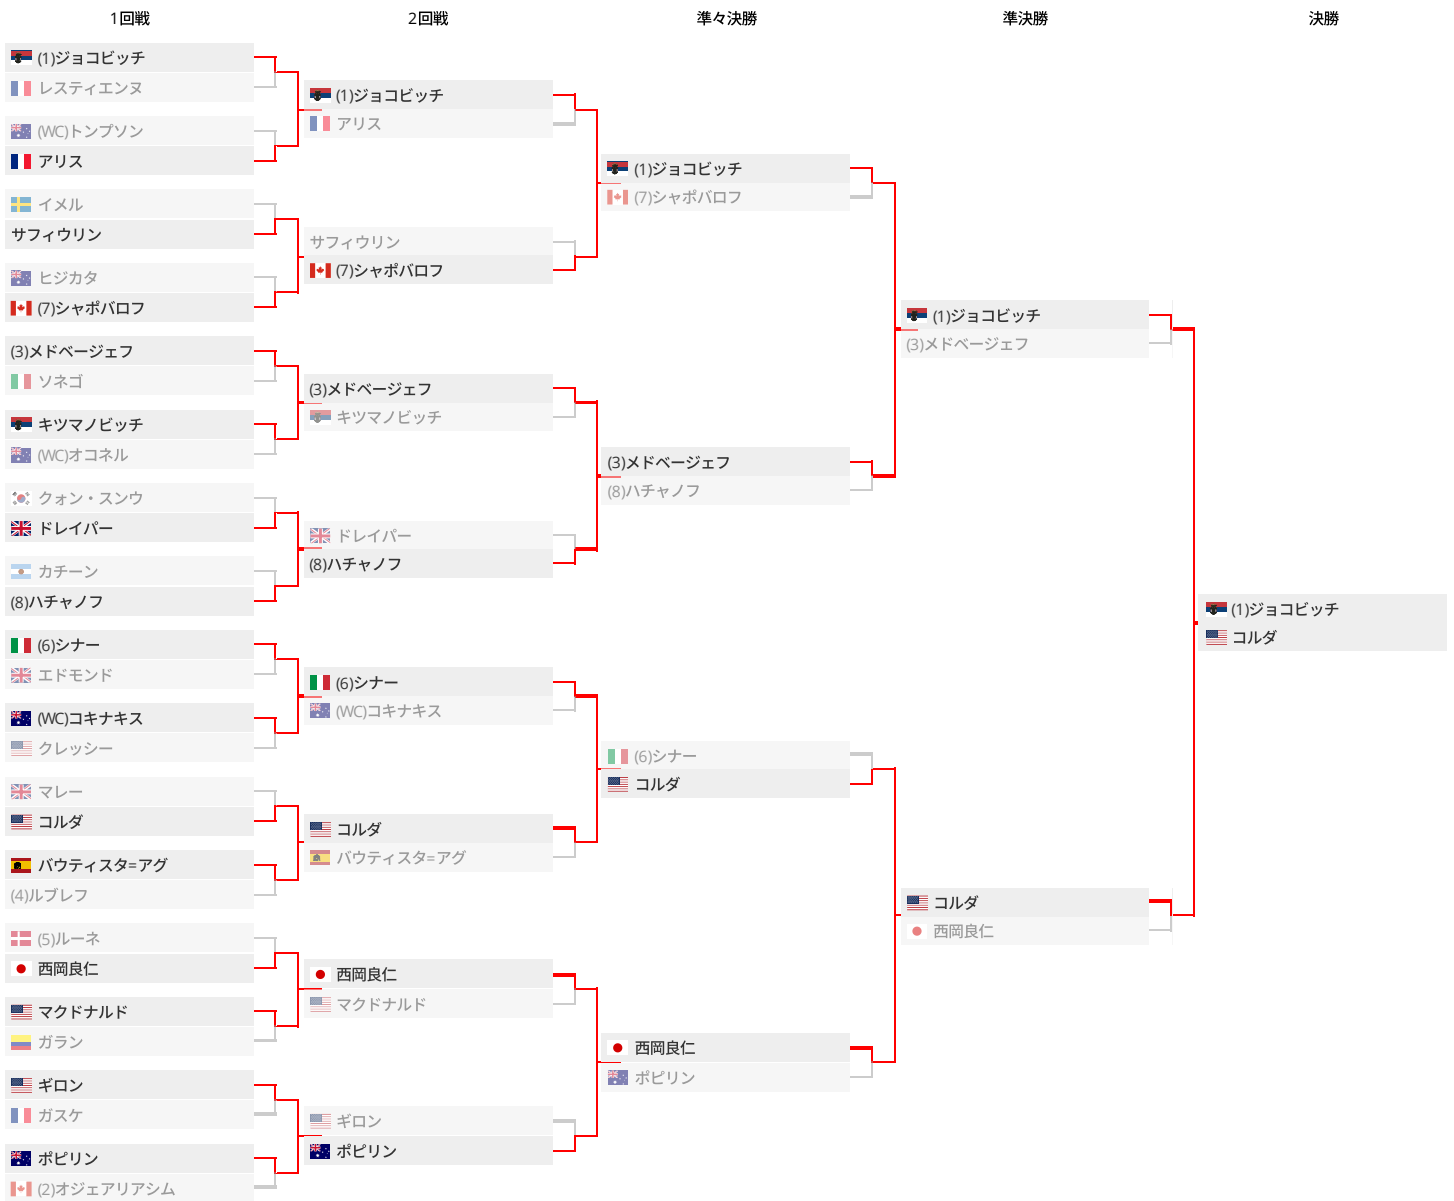 1回戦
2回戦
準々決勝
準決勝
決勝
(1)ジョコビッチ
レスティエンヌ
(WC)トンプソン
アリス
イメル
サフィウリン
ヒジカタ
(7)シャポバロフ
(3)メドベージェフ
ソネゴ
キツマノビッチ
(WC)オコネル
クォン・スンウ
ドレイパー
カチーン
(8)ハチャノフ
(6)シナー
エドモンド
(WC)コキナキス
クレッシー
マレー
コルダ
バウティスタ=アグ
(4)ルブレフ
(5)ルーネ
西岡良仁
マクドナルド
ガラン
ギロン
ガスケ
ポピリン
(2)オジェアリアシム
(1)ジョコビッチ
アリス
サフィウリン
(7)シャポバロフ
(3)メドベージェフ
キツマノビッチ
ドレイパー
(8)ハチャノフ
(6)シナー
(WC)コキナキス
コルダ
バウティスタ=アグ
西岡良仁
マクドナルド
ギロン
ポピリン
(1)ジョコビッチ
(7)シャポバロフ
(3)メドベージェフ
(8)ハチャノフ
(6)シナー
コルダ
西岡良仁
ポピリン
(1)ジョコビッチ
(3)メドベージェフ
コルダ
西岡良仁
(1)ジョコビッチ
コルダ